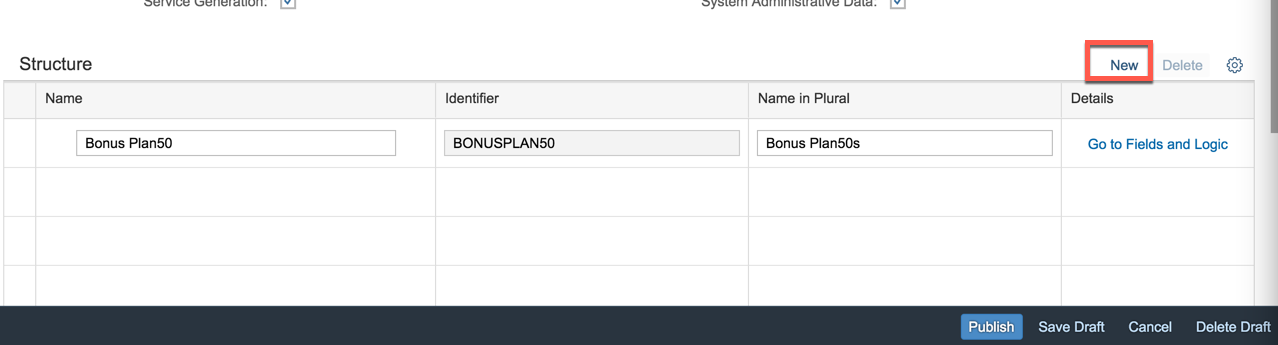 Service Generation: System Administrative Data:
Structure New Delete
Name Identifier Name in Plural Details
Bonus Plan50 BONUSPLAN50 Bonus Plan50s Go to Fields and Logic
Publish Save Draft Cancel Delete Draft